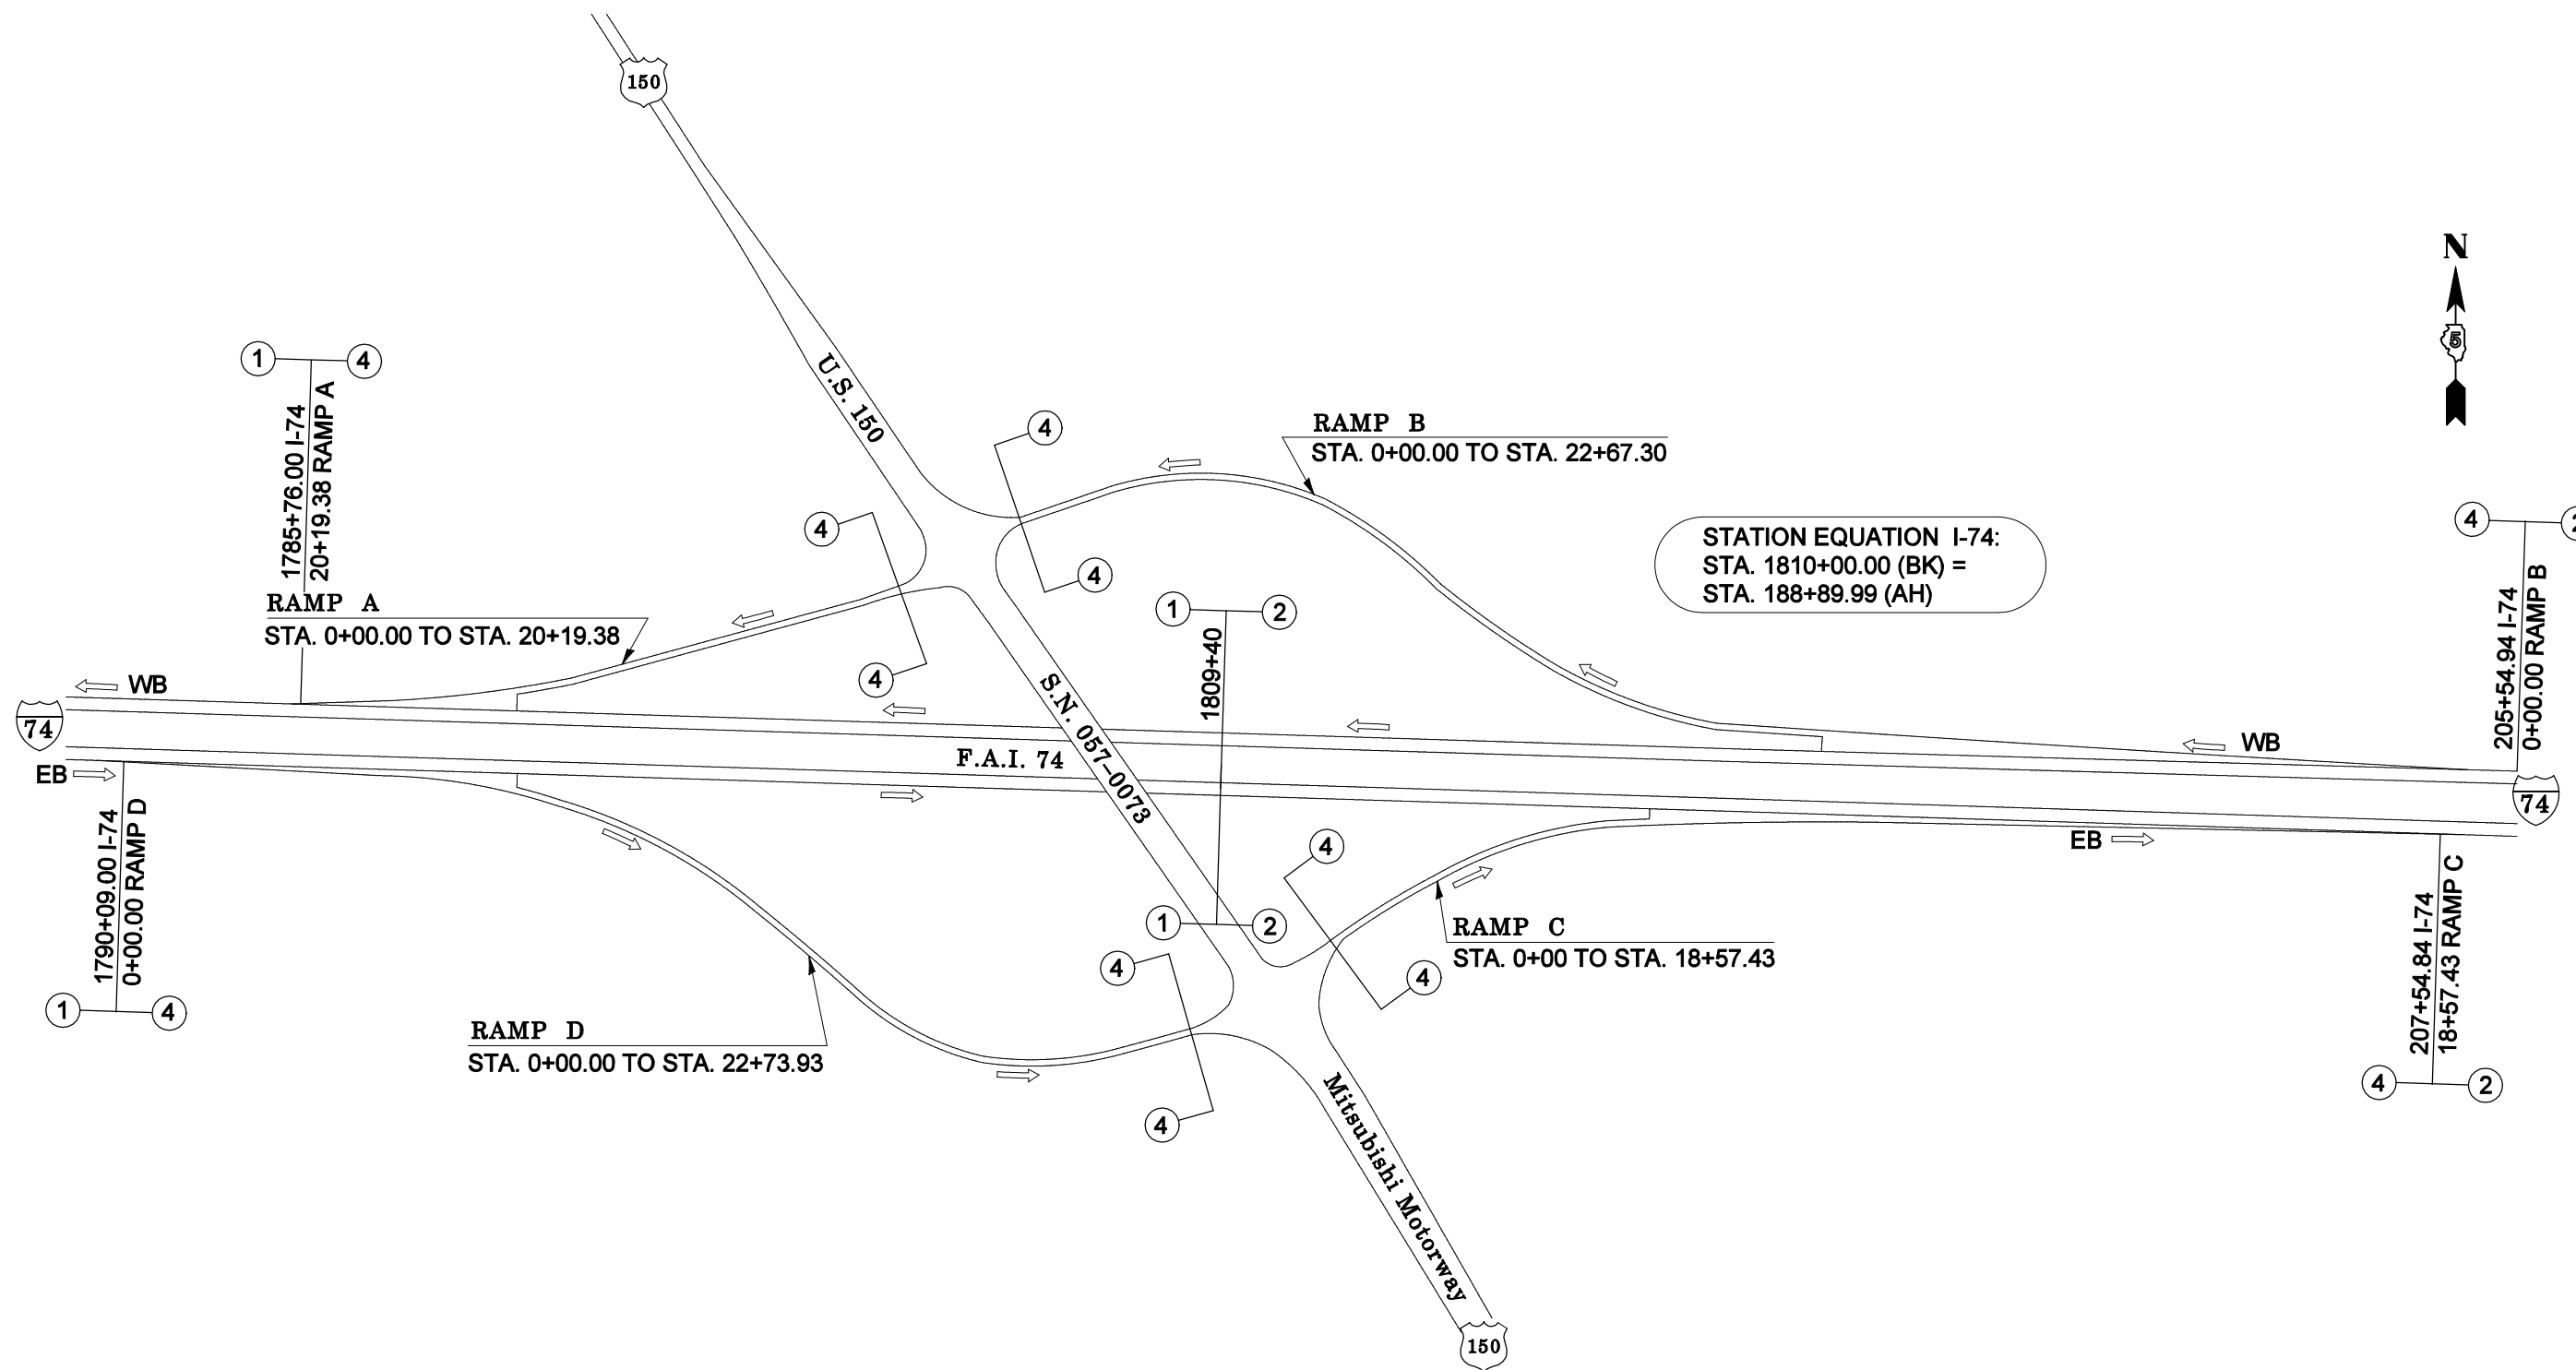 150
N
5
1
4
1785+76.00 I-74
20+19.38 RAMP A
U.S. 150
4
4
RAMP B
STA. 0+00.00 TO STA. 22+67.30
4
4
4
2
205+54.94 I-74
0+00.00 RAMP B
STATION EQUATION I-74:
STA. 1810+00.00 (BK) =
STA. 188+89.99 (AH)
RAMP A
STA. 0+00.00 TO STA. 20+19.38
1
2
1809+40
1
2
S.N. 057-0073
WB
74
EB
F.A.I. 74
WB
74
EB
1790+09.00 I-74
0+00.00 RAMP D
1
4
4
4
RAMP C
STA. 0+00 TO STA. 18+57.43
207+54.84 I-74
18+57.43 RAMP C
4
2
4
4
RAMP D
STA. 0+00.00 TO STA. 22+73.93
Mitsubishi Motorway
150